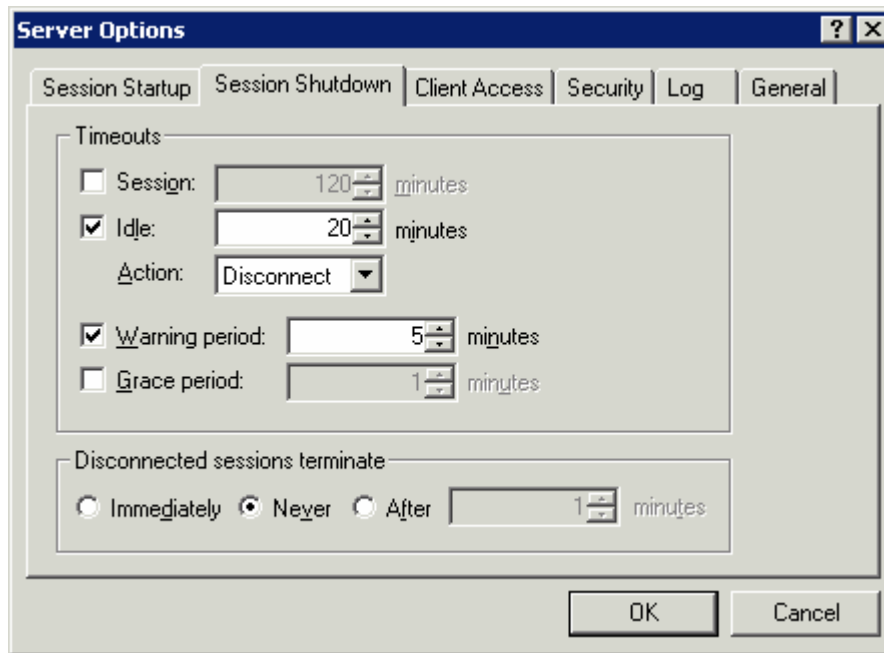 Server Options
Session Startup Session Shutdown Client Access Security Log General
Timeouts
Session: 120 minutes
Idle: 20 minutes
Action: Disconnect
Warning period: 5 minutes
Grace period: 1 minutes
Disconnected sessions terminate
Immediately Never After 1 minutes
OK Cancel